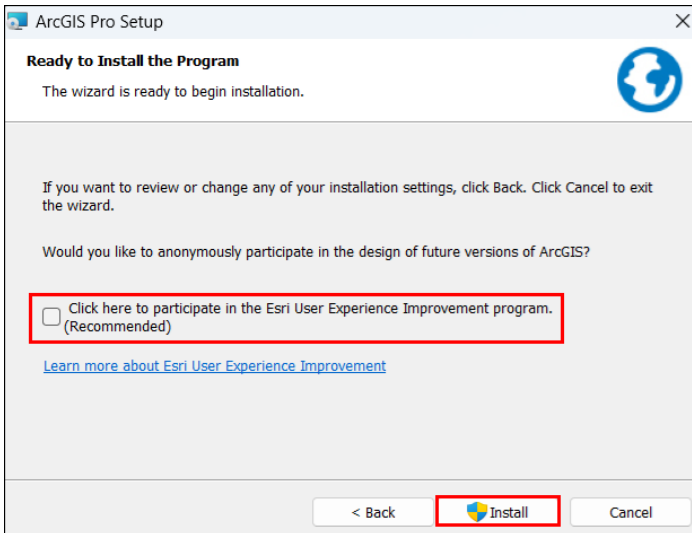 ArcGIS Pro Setup
Ready to Install the Program
The wizard is ready to begin installation.
If you want to review or change any of your installation settings, click Back. Click Cancel to exit
the wizard.
Would you like to anonymously participate in the design of future versions of ArcGIS?
Click here to participate in the Esri User Experience Improvement program.
(Recommended)
Learn more about Esri User Experience Improvement
< Back
Install
Cancel